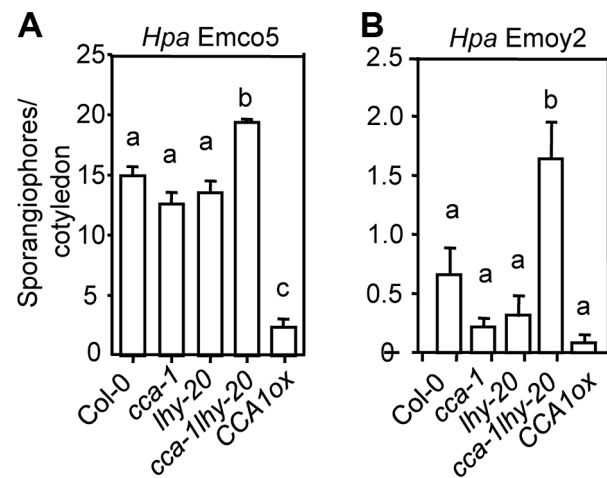 A
Hpa Emco5
Sporangiophores/
cotyledon
25
20
15
10
5
0
a
a
a
b
c
Col-0
cca-1
lhy-20
cca-1lhy-20
CCA1ox
B
Hpa Emoy2
2.5
2.0
1.5
1.0
0.5
0
a
a
a
b
a
Col-0
cca-1
lhy-20
cca-1lhy-20
CCA1ox